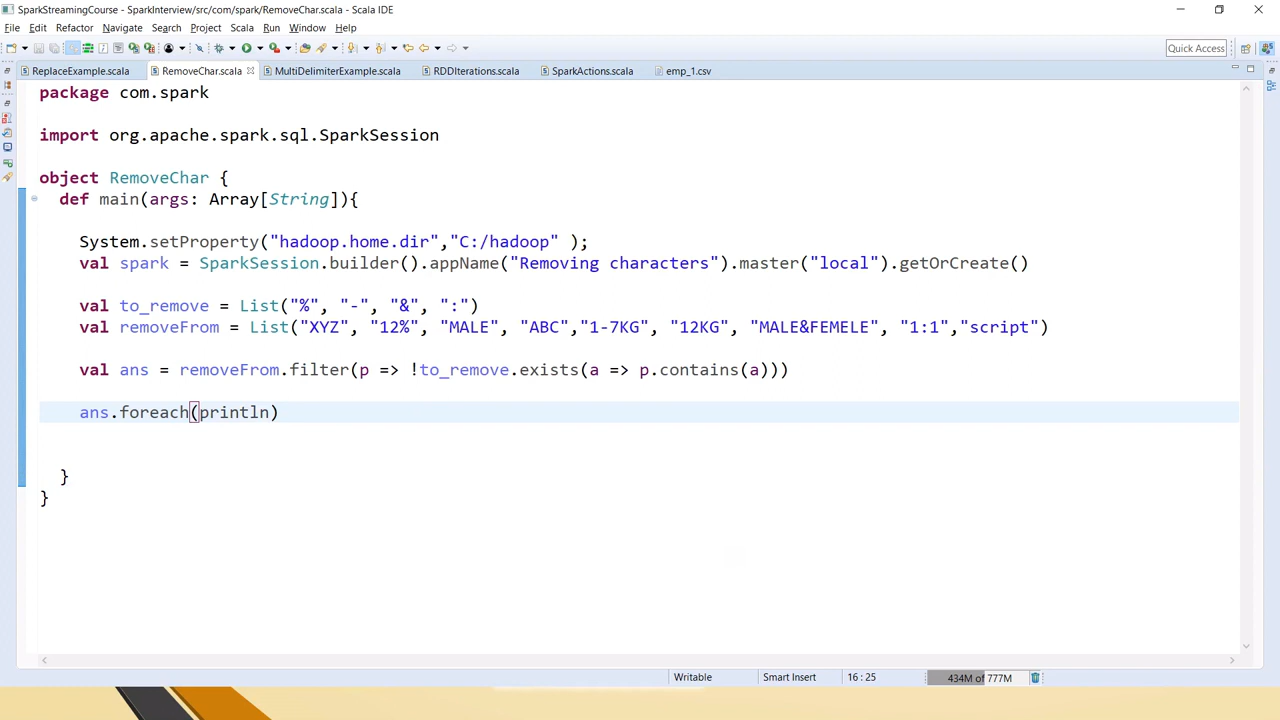 SparkStreamingCourse - SparkInterview/src/com/spark/RemoveChar.scala - Scala IDE
File Edit Refactor Navigate Search Project Scala Run Window Help
Quick Access
ReplaceExample.scala RemoveChar.scala MultiDelimiterExample.scala RDDIterations.scala SparkActions.scala emp_1.csv
package com.spark
import org.apache.spark.sql.SparkSession
object RemoveChar {
def main(args: Array[String]){
System.setProperty("hadoop.home.dir","C:/hadoop" );
val spark = SparkSession.builder().appName("Removing characters").master("local").getOrCreate()
val to_remove = List("%", "-", "&", ":")
val removeFrom = List("XYZ", "12%", "MALE", "ABC","1-7KG", "12KG", "MALE&FEMELE", "1:1","script")
val ans = removeFrom.filter(p => !to_remove.exists(a => p.contains(a)))
ans.foreach(println)
}
}
Writable Smart Insert 16 : 25 434M of 777M